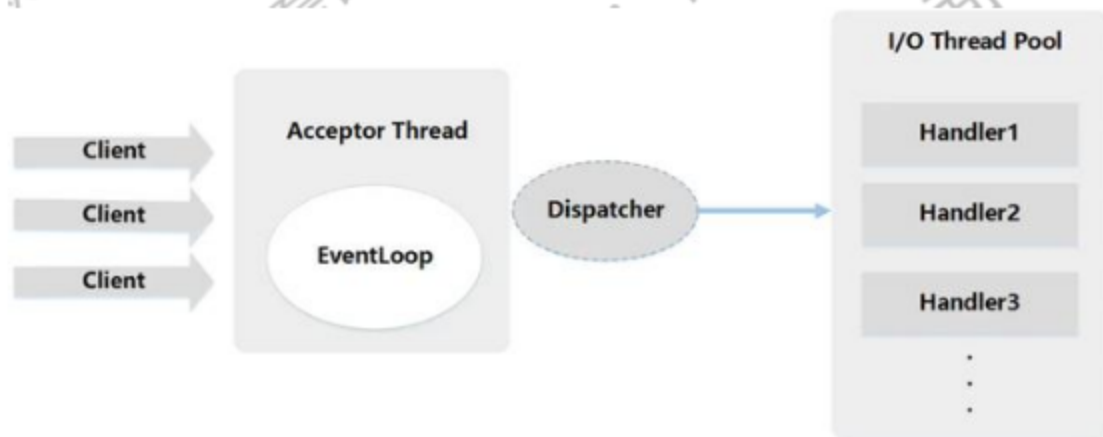 I/O Thread Pool
Acceptor Thread
Handler1
Client
Client
Dispatcher
Handler2
EventLoop
Client
Handler3